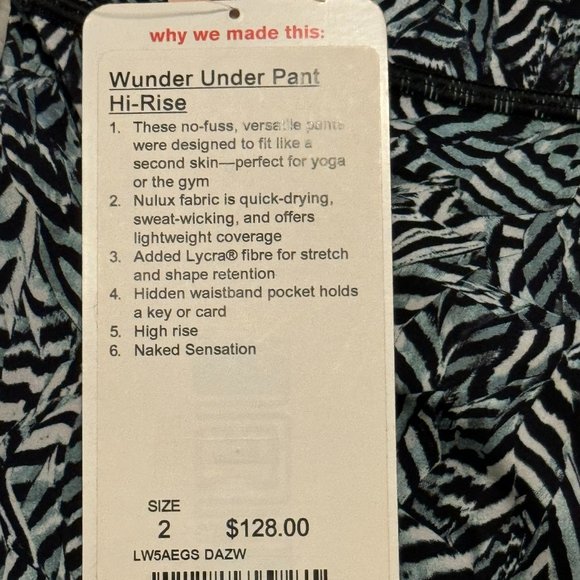 why we made this:
Wunder Under Pant
Hi-Rise
1. These no-fuss, versatile pants
were designed to fit like a
second skin—perfect for yoga
or the gym
2. Nulux fabric is quick-drying,
sweat-wicking, and offers
lightweight coverage
3. Added Lycra® fibre for stretch
and shape retention
4. Hidden waistband pocket holds
a key or card
5. High rise
6. Naked Sensation
SIZE
2 $128.00
LW5AEGS DAZW